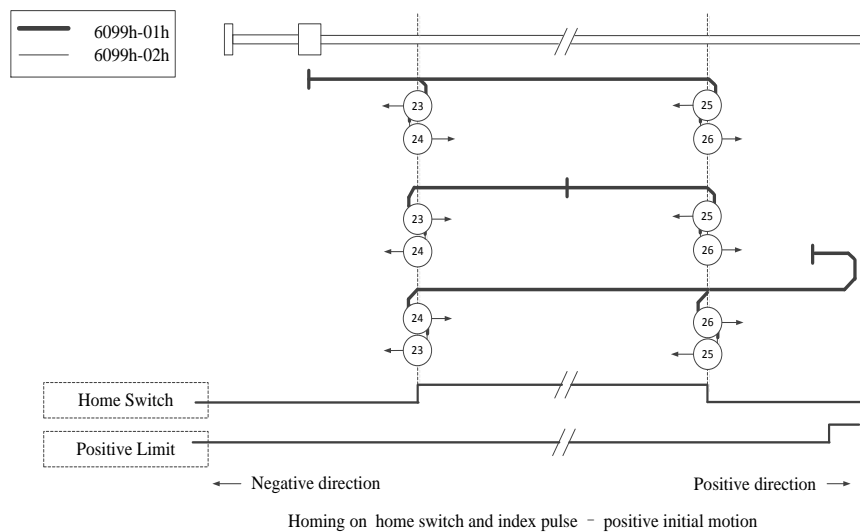 6099h-01h
6099h-02h
23 25
24 26
23 25
24 26
24 26
23 25
Home Switch
Positive Limit
Negative direction Positive direction
Homing on home switch and index pulse - positive initial motion